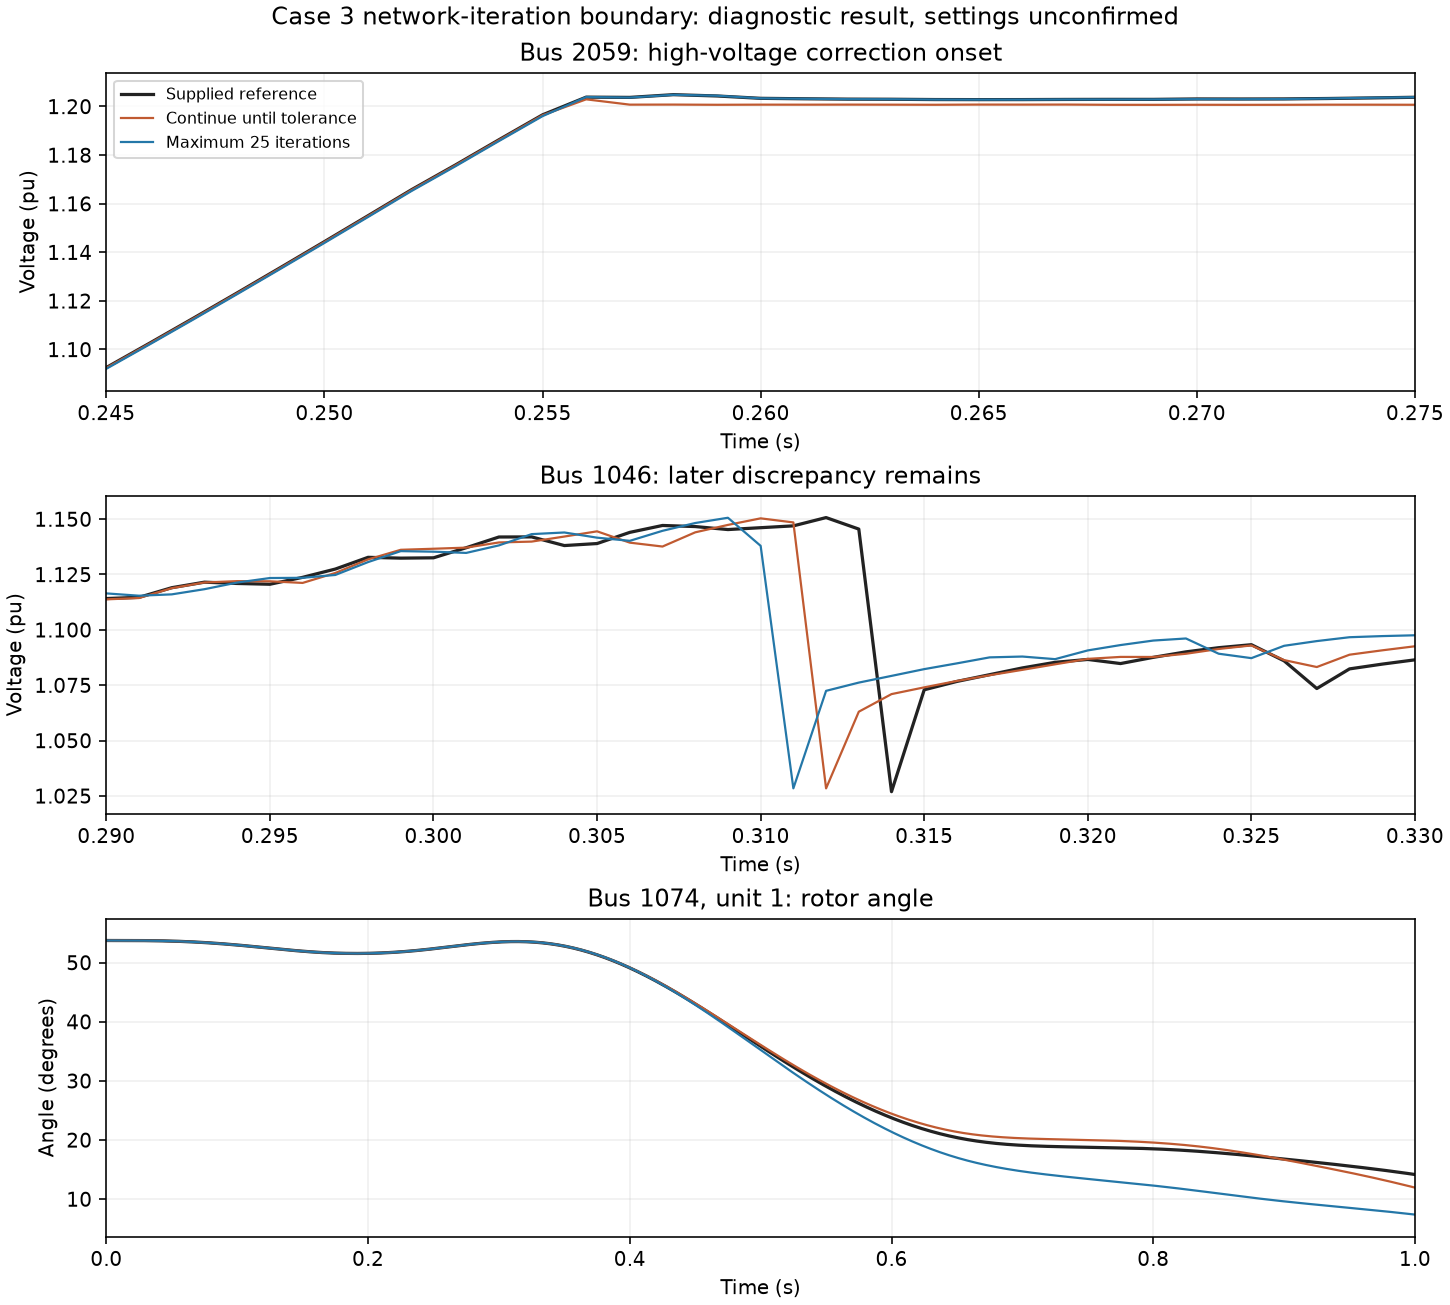 Case 3 network-iteration boundary: diagnostic result, settings unconfirmed
Bus 2059: high-voltage correction onset
Supplied reference
Continue until tolerance
Maximum 25 iterations
Voltage (pu)
1.20
1.18
1.16
1.14
1.12
1.10
0.245 0.250 0.255 0.260 0.265 0.270 0.275
Time (s)
Bus 1046: later discrepancy remains
Voltage (pu)
1.150
1.125
1.100
1.075
1.050
1.025
0.290 0.295 0.300 0.305 0.310 0.315 0.320 0.325 0.330
Time (s)
Bus 1074, unit 1: rotor angle
Angle (degrees)
50
40
30
20
10
0.0 0.2 0.4 0.6 0.8 1.0
Time (s)